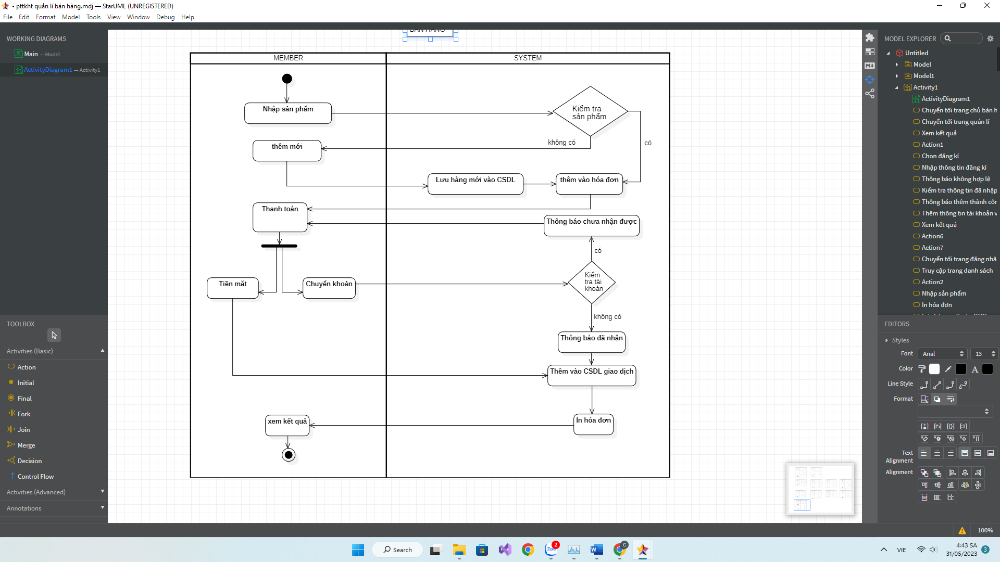 • pttkht quản lí bán hàng.mdj — StarUML (UNREGISTERED)
File Edit Format Model Tools View Window Debug Help
WORKING DIAGRAMS
Main — Model
ActivityDiagram1 — Activity1
TOOLBOX
Activities (Basic)
Action
Initial
Final
Fork
Join
Merge
Decision
Control Flow
Activities (Advanced)
Annotations
BÁN HÀNG
MEMBER
SYSTEM
Nhập sản phẩm
Kiểm tra
sản phẩm
không có
có
thêm mới
Lưu hàng mới vào CSDL
thêm vào hóa đơn
Thanh toán
Thông báo chưa nhận được
có
Tiền mặt
Chuyển khoản
Kiểm
tra tài
khoản
không có
Thông báo đã nhận
Thêm vào CSDL giao dịch
xem kết quả
In hóa đơn
MODEL EXPLORER
Untitled
Model
Model1
Activity1
ActivityDiagram1
Chuyển tới trang chủ bán h
Chuyển tới trang quản lí
Xem kết quả
Action1
Chọn đăng kí
Nhập thông tin đăng kí
Thông báo không hợp lệ
Kiểm tra thông tin đã nhập
Thông báo thêm thành côn
Thêm thông tin tài khoản v
Xem kết quả
Action6
Action7
Chuyển tới trang đăng nhậ
Truy cập trang danh sách
Action2
Nhập sản phẩm
In hóa đơn
EDITORS
Styles
Font Arial 13
Color A
Line Style
Format
Text
Alignment
Alignment
100%
Search
Zalo
2
C
VIE
4:43 SA
31/05/2023
3